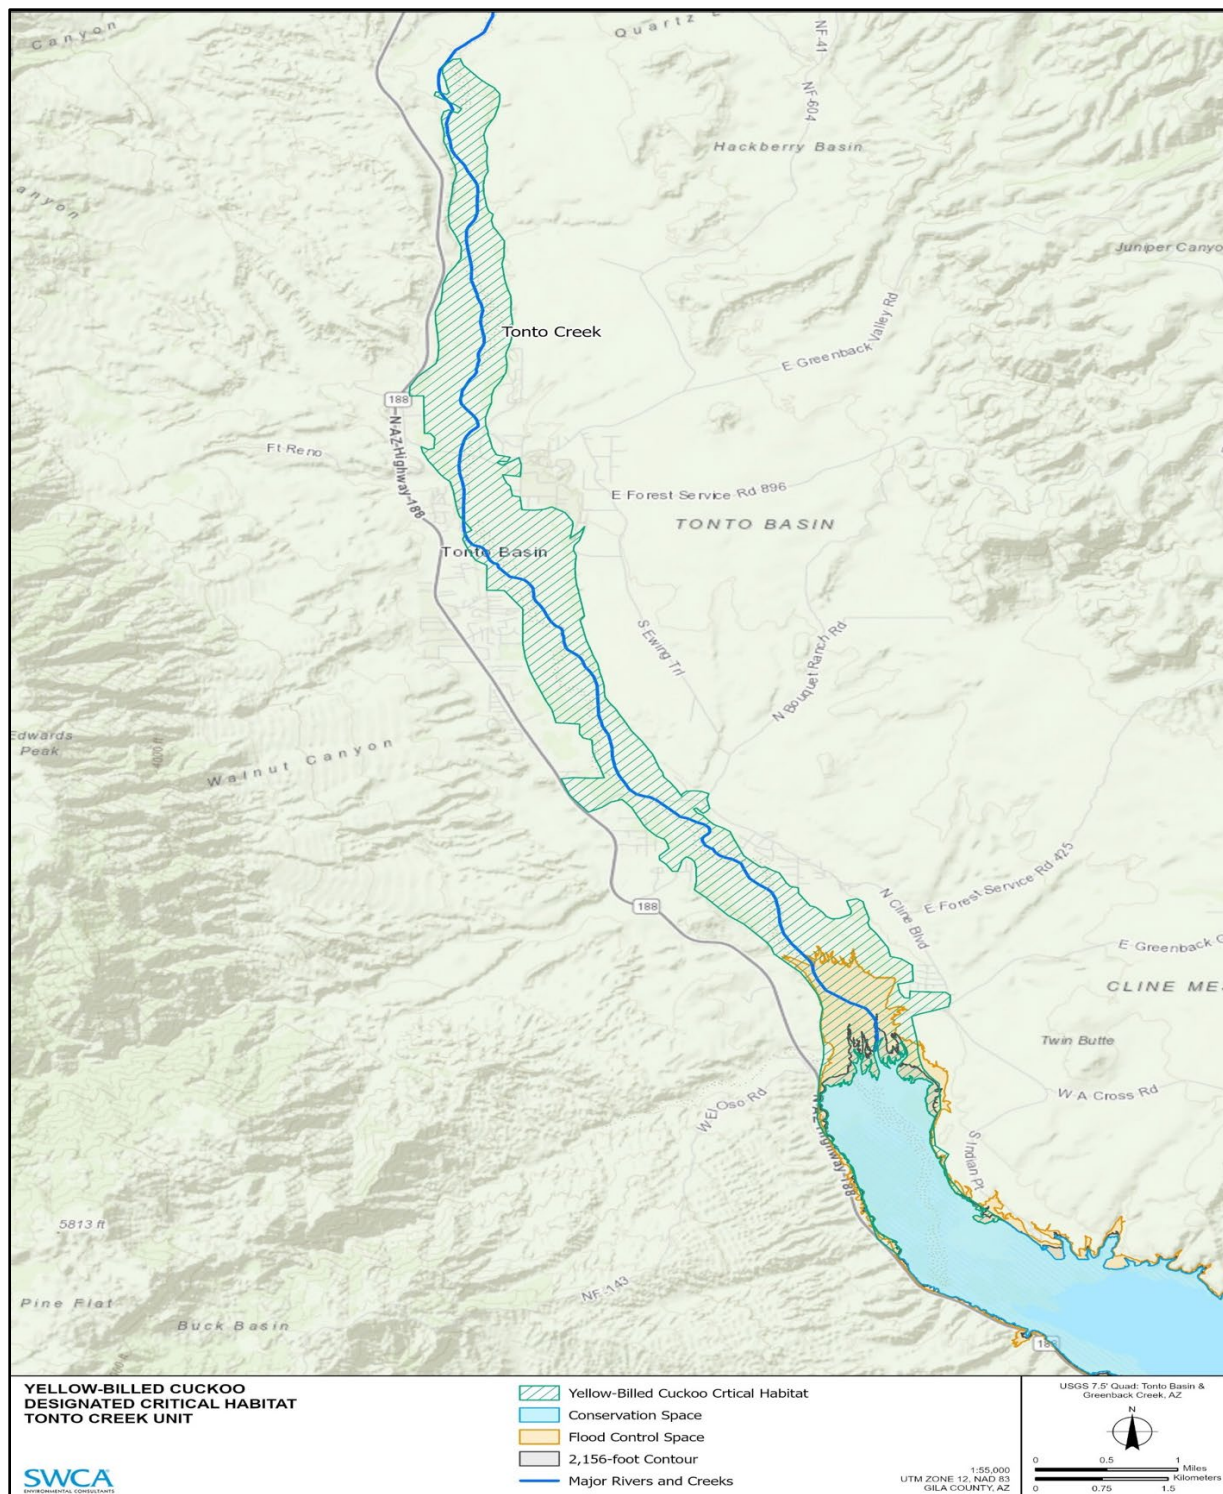 Canyon
Quartz
NF-41
NF-604
Hackberry Basin
anyon
Juniper Canyo
Tonto Creek
E Greenback Valley Rd
188
N AZ Highway 188
Ft Reno
E Forest Service Rd 896
TONTO BASIN
Tonto Basin
S Ewing Trl
N Bouquet Ranch Rd
Edwards
Peak
4000 ft
Walnut Canyon
188
N Cline Blvd
E Forest Service Rd 425
E Greenback C
CLINE MES
Twin Butte
W El Oso Rd
W A Cross Rd
N AZ Highway 188
S Indian Pt
5813 ft
NF-143
Pine Flat
Buck Basin
188
YELLOW-BILLED CUCKOO
DESIGNATED CRITICAL HABITAT
TONTO CREEK UNIT
SWCA
ENVIRONMENTAL CONSULTANTS
Yellow-Billed Cuckoo Crtical Habitat
Conservation Space
Flood Control Space
2,156-foot Contour
Major Rivers and Creeks
1:55,000
UTM ZONE 12, NAD 83
GILA COUNTY, AZ
USGS 7.5' Quad: Tonto Basin &
Greenback Creek, AZ
N
0 0.5 1
Miles
Kilometers
0 0.75 1.5